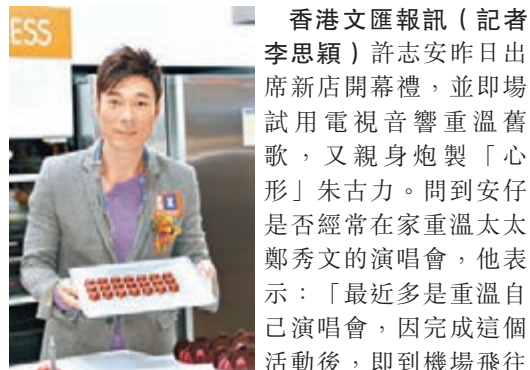 ESS
香港文匯報訊（記者
李思穎）許志安昨日出
席新店開幕禮，並即場
試用電視音響重溫舊
歌，又親身炮製「心
形」朱古力。問到安仔
是否經常在家重溫太太
鄭秀文的演唱會，他表
示：「最近多是重溫自
己演唱會，因完成這個
活動後，即到機場飛往